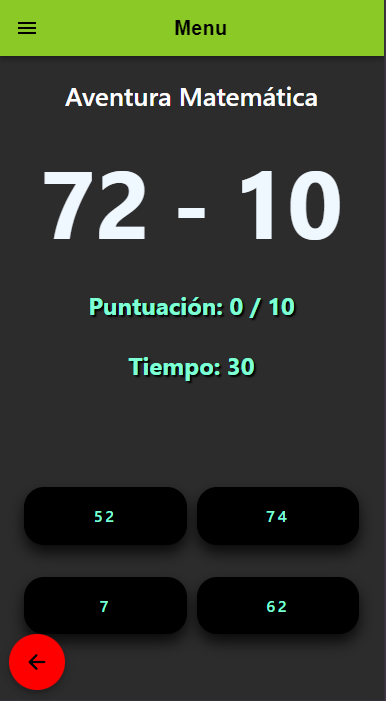 Menu
Aventura Matemática
72 - 10
Puntuación: 0 / 10
Tiempo: 30
52 74
7 62